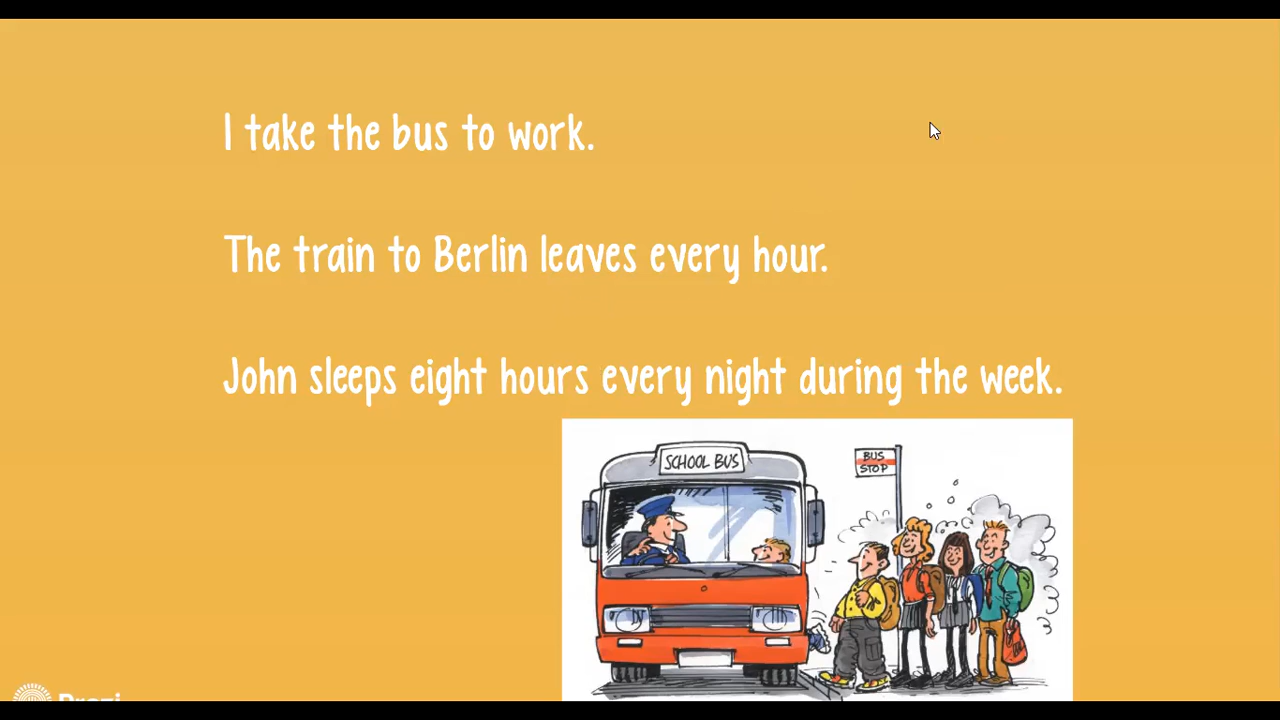 I take the bus to work.
The train to Berlin leaves every hour.
John sleeps eight hours every night during the week.
SCHOOL BUS
BUS
STOP
Prezi